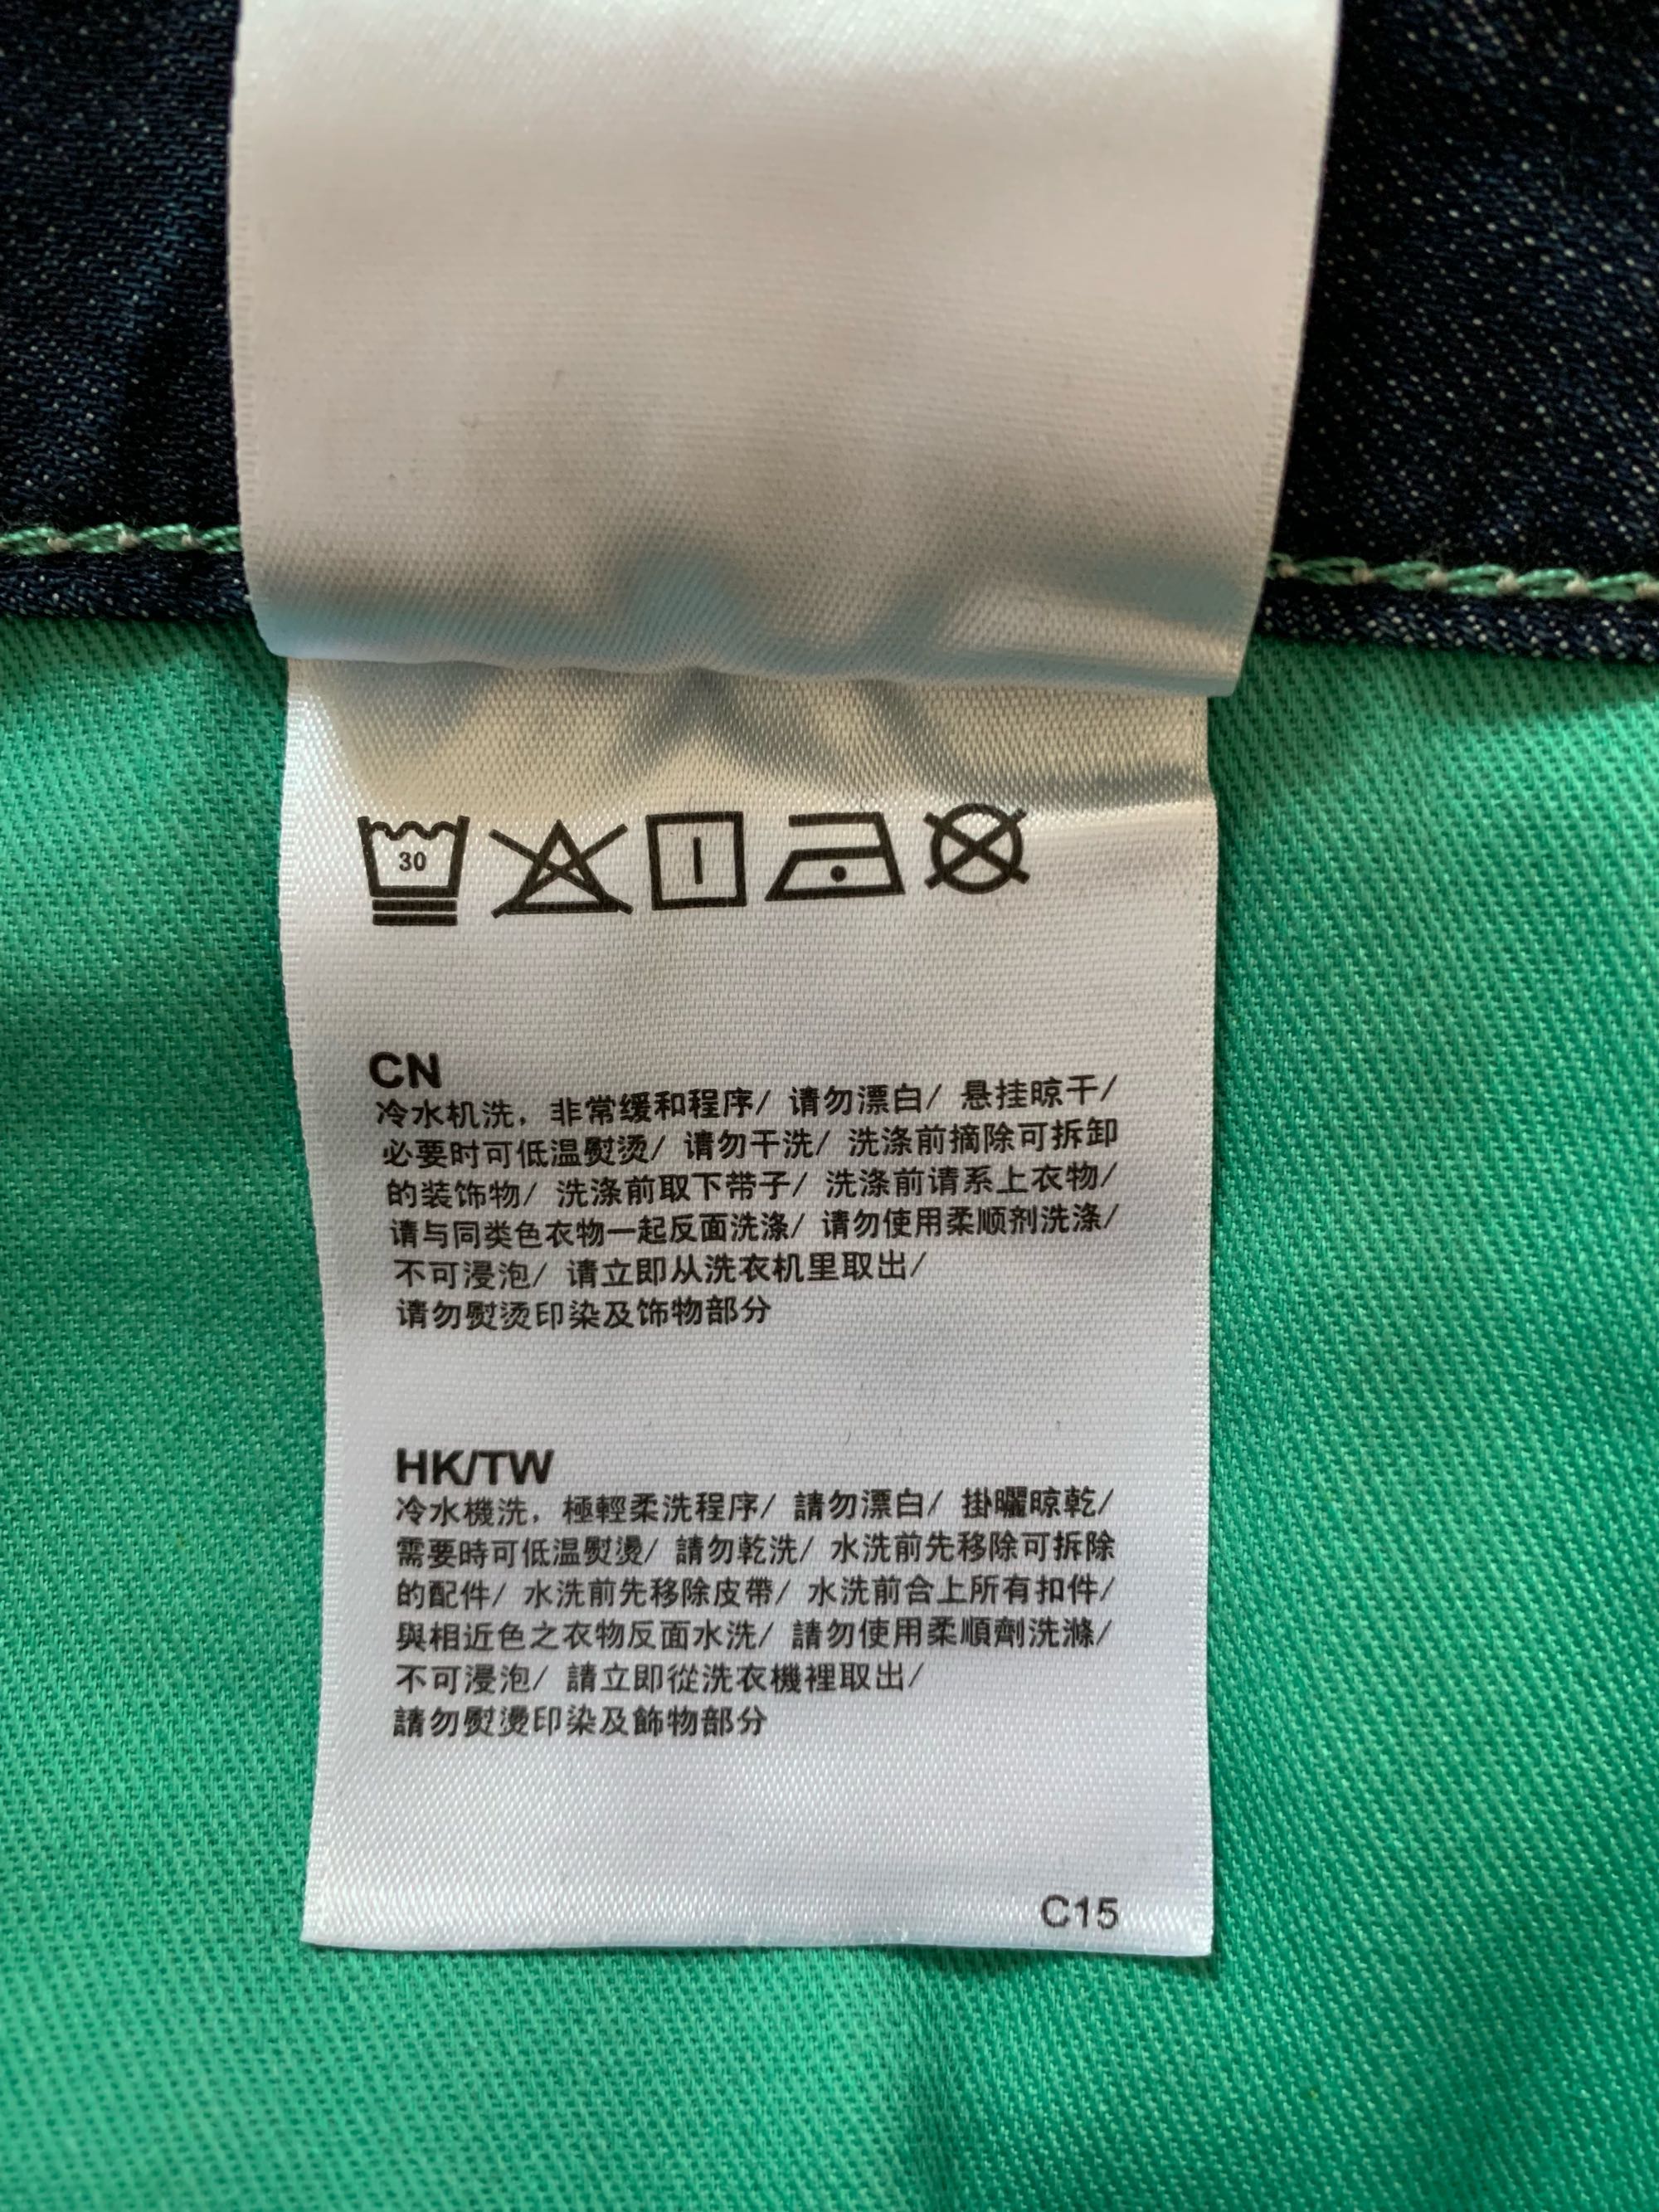 30
CN
冷水机洗，非常缓和程序/ 请勿漂白/ 悬挂晾干/
必要时可低温熨烫/ 请勿干洗/ 洗涤前摘除可拆卸
的装饰物/ 洗涤前取下带子/ 洗涤前请系上衣物/
请与同类色衣物一起反面洗涤/ 请勿使用柔顺剂洗涤/
不可浸泡/ 请立即从洗衣机里取出/
请勿熨烫印染及饰物部分
HK/TW
冷水機洗，極輕柔洗程序/ 請勿漂白/ 掛曬晾乾/
需要時可低温熨燙/ 請勿乾洗/ 水洗前先移除可拆除
的配件/ 水洗前先移除皮帶/ 水洗前合上所有扣件/
與相近色之衣物反面水洗/ 請勿使用柔順劑洗滌/
不可浸泡/ 請立即從洗衣機裡取出/
請勿熨燙印染及飾物部分
C15